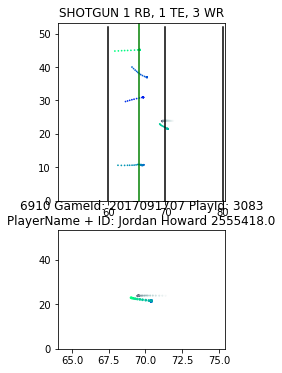 SHOTGUN 1 RB, 1 TE, 3 WR
50
40
30
20
10
0
60 70 80
6910 GameId: 2017091707 PlayId: 3083
PlayerName + ID: Jordan Howard 2555418.0
40
20
0
65.0 67.5 70.0 72.5 75.0